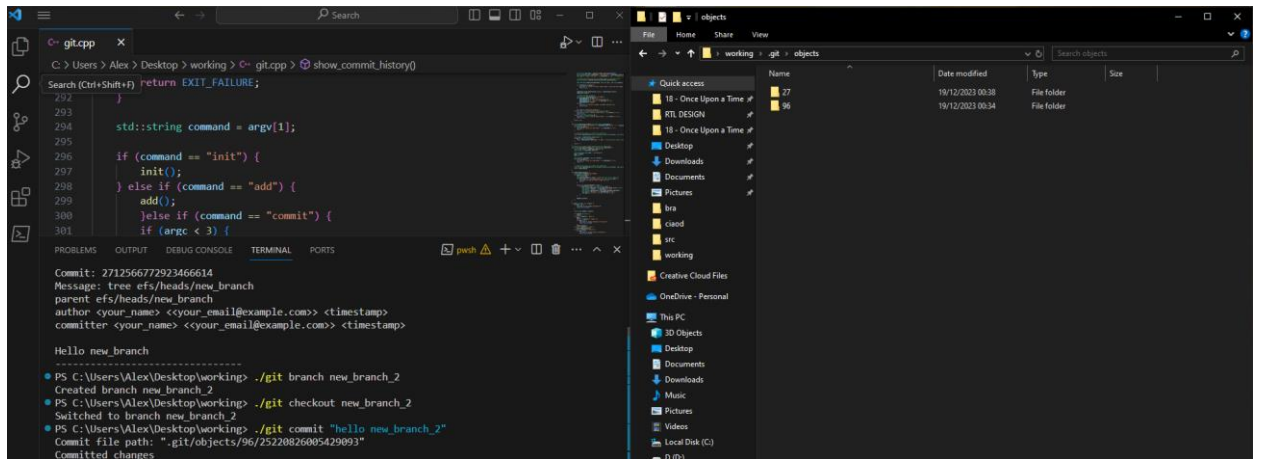 Search
git.cpp
C: > Users > Alex > Desktop > working > git.cpp > show_commit_history()
Search (Ctrl+Shift+F)
return EXIT_FAILURE;
292 }
293
294 std::string command = argv[1];
295
296 if (command == "init") {
297 init();
298 } else if (command == "add") {
299 add();
300 }else if (command == "commit") {
301 if (argc < 3) {
PROBLEMS OUTPUT DEBUG CONSOLE TERMINAL PORTS
pwsh
Commit: 2712566772923466614
Message: tree efs/heads/new_branch
parent efs/heads/new_branch
author <your_name> <<your_email@example.com>> <timestamp>
committer <your_name> <<your_email@example.com>> <timestamp>
Hello new_branch
--------------------------------
PS C:\Users\Alex\Desktop\working> ./git branch new_branch_2
Created branch new_branch_2
PS C:\Users\Alex\Desktop\working> ./git checkout new_branch_2
Switched to branch new_branch_2
PS C:\Users\Alex\Desktop\working> ./git commit "hello new_branch_2"
Commit file path: ".git/objects/96/25220826005429093"
Committed changes
objects
File Home Share View
working > .git > objects
Search objects
Name Date modified Type Size
27 19/12/2023 00:38 File folder
96 19/12/2023 00:34 File folder
Quick access
18 - Once Upon a Time
RTL DESIGN
18 - Once Upon a Time
Desktop
Downloads
Documents
Pictures
bra
ciaod
src
working
Creative Cloud Files
OneDrive - Personal
This PC
3D Objects
Desktop
Documents
Downloads
Music
Pictures
Videos
Local Disk (C:)